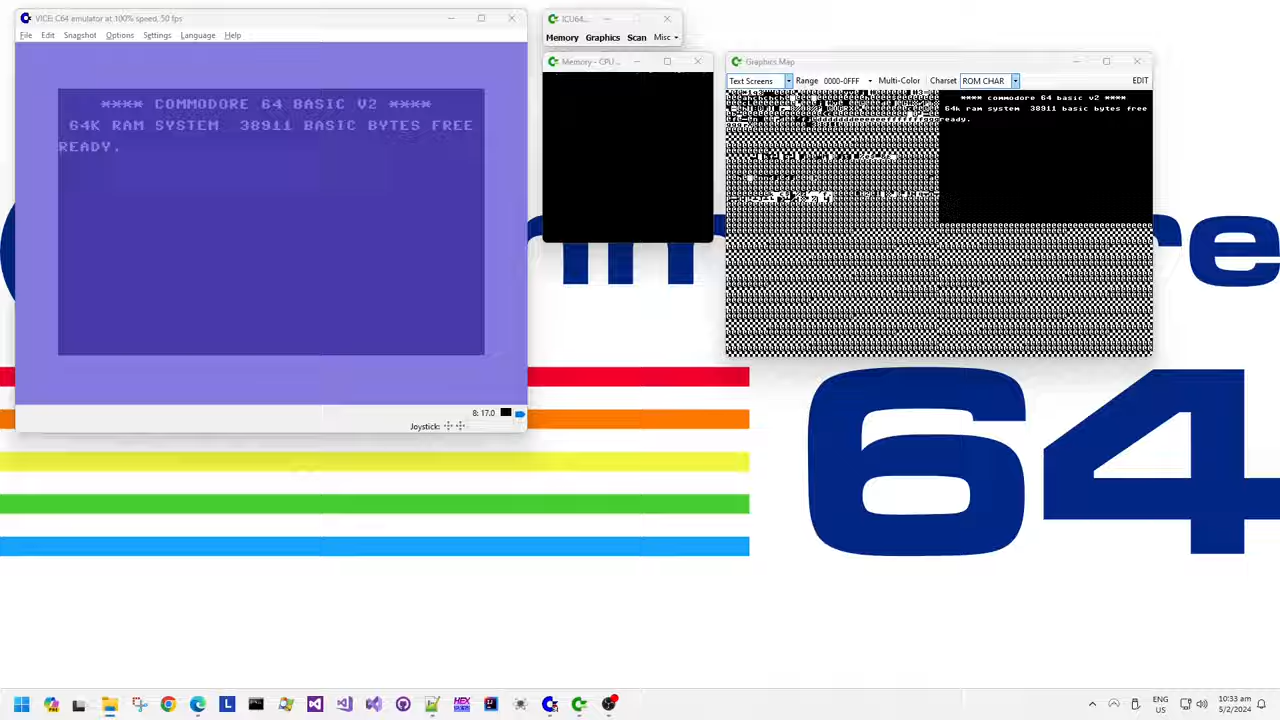 VICE: C64 emulator at 100% speed, 50 fps
File Edit Snapshot Options Settings Language Help
**** COMMODORE 64 BASIC V2 ****
64K RAM SYSTEM 38911 BASIC BYTES FREE
READY.
8: 17.0
Joystick:
ICU64...
Memory Graphics Scan Misc
Memory - CPU ...
Graphics Map
Text Screens Range 0000-0FFF Multi-Color Charset ROM CHAR EDIT
**** commodore 64 basic v2 ****
64k ram system 38911 basic bytes free
ready.
re
64
L
HEX
ENG
US
10:33 am
5/2/2024